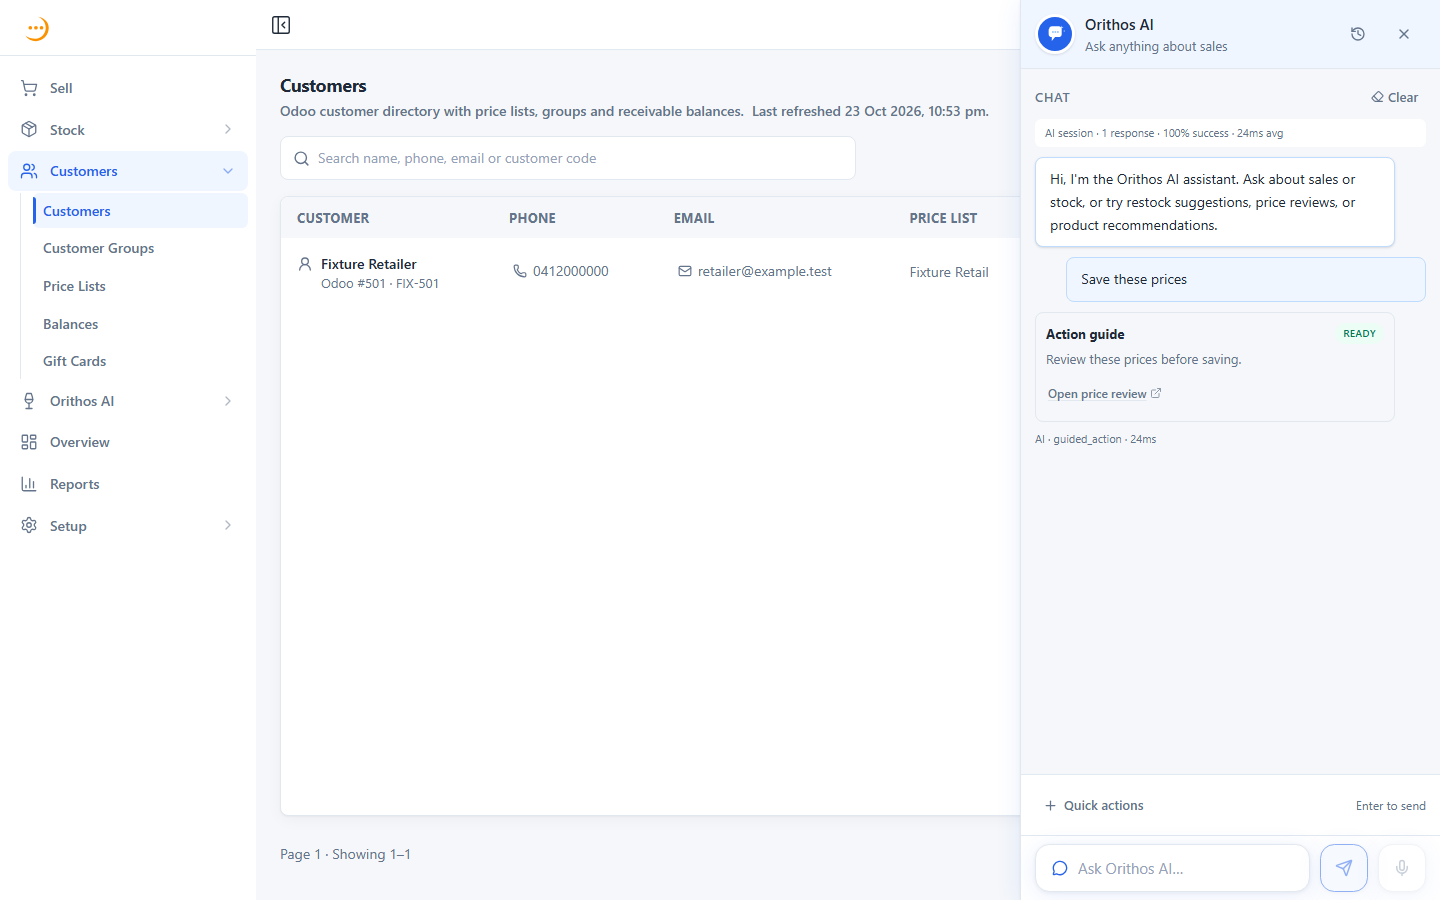 Sell
Stock
Customers
Customers
Customer Groups
Price Lists
Balances
Gift Cards
Orithos AI
Overview
Reports
Setup
Customers
Odoo customer directory with price lists, groups and receivable balances. Last refreshed 23 Oct 2026, 10:53 pm.
Search name, phone, email or customer code
CUSTOMER PHONE EMAIL PRICE LIST
Fixture Retailer 0412000000 retailer@example.test Fixture Retail
Odoo #501 · FIX-501
Page 1 · Showing 1–1
Orithos AI
Ask anything about sales
CHAT Clear
AI session · 1 response · 100% success · 24ms avg
Hi, I'm the Orithos AI assistant. Ask about sales or
stock, or try restock suggestions, price reviews, or
product recommendations.
Save these prices
Action guide READY
Review these prices before saving.
Open price review
AI · guided_action · 24ms
Quick actions Enter to send
Ask Orithos AI...